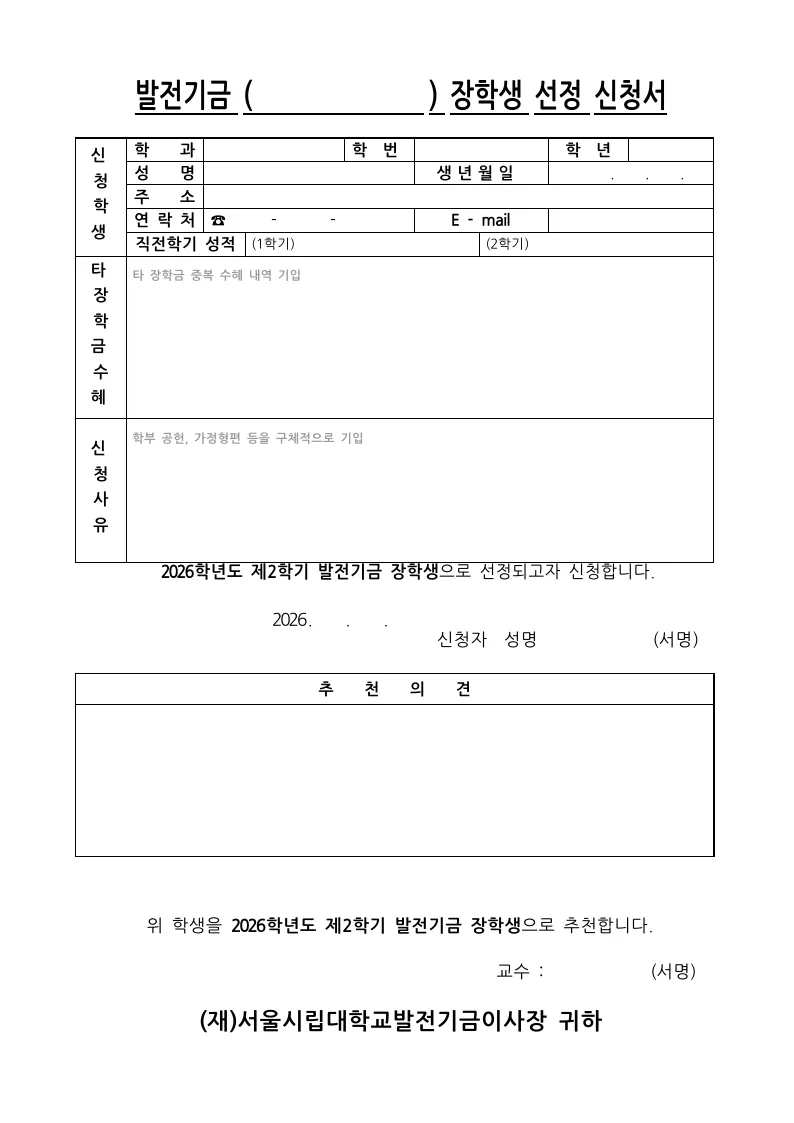 발전기금 (                    ) 장학생 선정 신청서
신청학생
학 과 학 번 학 년
성 명 생년월일 . . .
주 소
연 락 처 ☎ - - E - mail
직전학기 성적 (1학기) (2학기)
타장학금수혜
타 장학금 중복 수혜 내역 기입
신청사유
학부 공헌, 가정형편 등을 구체적으로 기입
2026학년도 제2학기 발전기금 장학생으로 선정되고자 신청합니다.
2026. . .
신청자 성명 (서명)
추 천 의 견
위 학생을 2026학년도 제2학기 발전기금 장학생으로 추천합니다.
교수 : (서명)
(재)서울시립대학교발전기금이사장 귀하